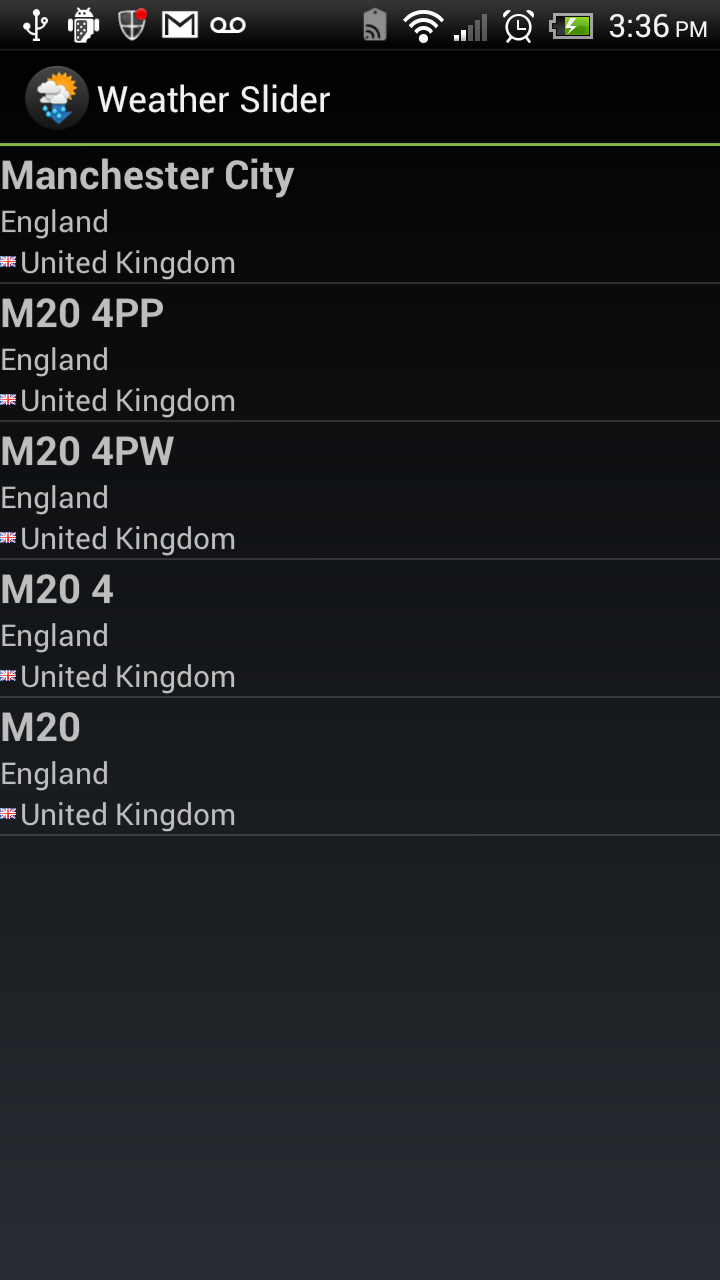 3:36 PM
Weather Slider
Manchester City
England
United Kingdom
M20 4PP
England
United Kingdom
M20 4PW
England
United Kingdom
M20 4
England
United Kingdom
M20
England
United Kingdom